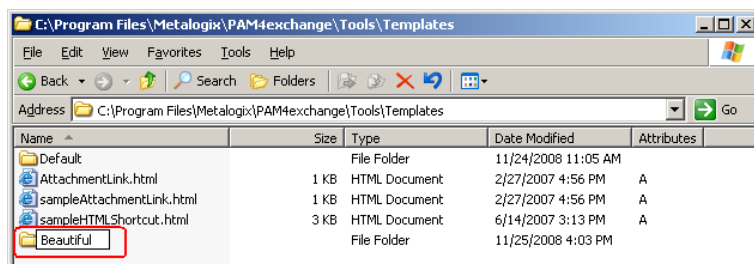 C:\Program Files\Metalogix\PAM4exchange\Tools\Templates
File Edit View Favorites Tools Help
Back Search Folders
Address C:\Program Files\Metalogix\PAM4exchange\Tools\Templates Go
Name Size Type Date Modified Attributes
Default File Folder 11/24/2008 11:05 AM
AttachmentLink.html 1 KB HTML Document 2/27/2007 4:56 PM A
sampleAttachmentLink.html 1 KB HTML Document 2/27/2007 4:56 PM A
sampleHTMLShortcut.html 3 KB HTML Document 6/14/2007 3:13 PM A
Beautiful File Folder 11/25/2008 4:03 PM